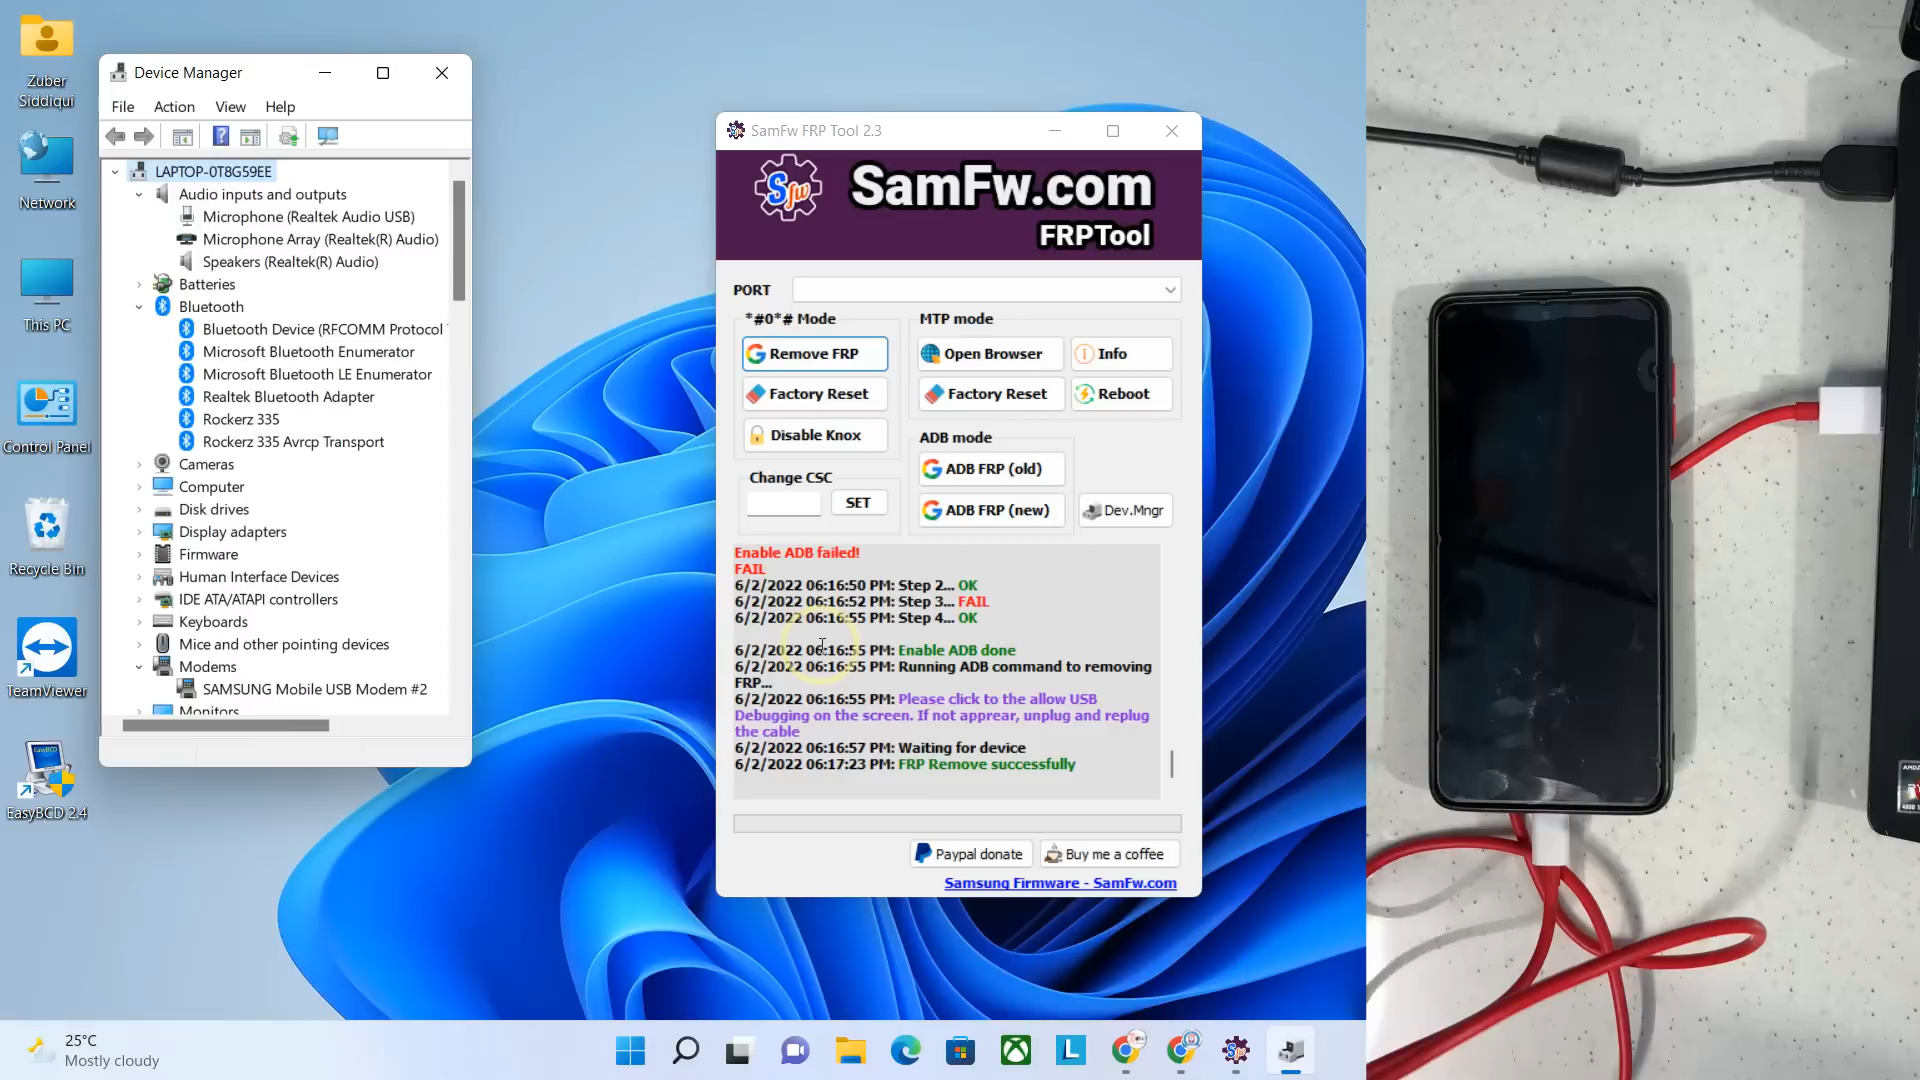 Zuber
Siddiqui
Network
This PC
Control Panel
Recycle Bin
TeamViewer
EasyBCD 2.4
Device Manager
File Action View Help
LAPTOP-0T8G59EE
Audio inputs and outputs
Microphone (Realtek Audio USB)
Microphone Array (Realtek(R) Audio)
Speakers (Realtek(R) Audio)
Batteries
Bluetooth
Bluetooth Device (RFCOMM Protocol
Microsoft Bluetooth Enumerator
Microsoft Bluetooth LE Enumerator
Realtek Bluetooth Adapter
Rockerz 335
Rockerz 335 Avrcp Transport
Cameras
Computer
Disk drives
Display adapters
Firmware
Human Interface Devices
IDE ATA/ATAPI controllers
Keyboards
Mice and other pointing devices
Modems
SAMSUNG Mobile USB Modem #2
Monitors
SamFw FRP Tool 2.3
Sfw
SamFw.com
FRPTool
PORT
*#0*# Mode
Remove FRP
Factory Reset
Disable Knox
MTP mode
Open Browser
Info
Factory Reset
Reboot
Change CSC
SET
ADB mode
ADB FRP (old)
ADB FRP (new)
Dev.Mngr
Enable ADB failed!
FAIL
6/2/2022 06:16:50 PM: Step 2... OK
6/2/2022 06:16:52 PM: Step 3... FAIL
6/2/2022 06:16:55 PM: Step 4... OK
6/2/2022 06:16:55 PM: Enable ADB done
6/2/2022 06:16:55 PM: Running ADB command to removing
FRP...
6/2/2022 06:16:55 PM: Please click to the allow USB
Debugging on the screen. If not apprear, unplug and replug
the cable
6/2/2022 06:16:57 PM: Waiting for device
6/2/2022 06:17:23 PM: FRP Remove successfully
Paypal donate
Buy me a coffee
Samsung Firmware - SamFw.com
25°C
Mostly cloudy
AMD